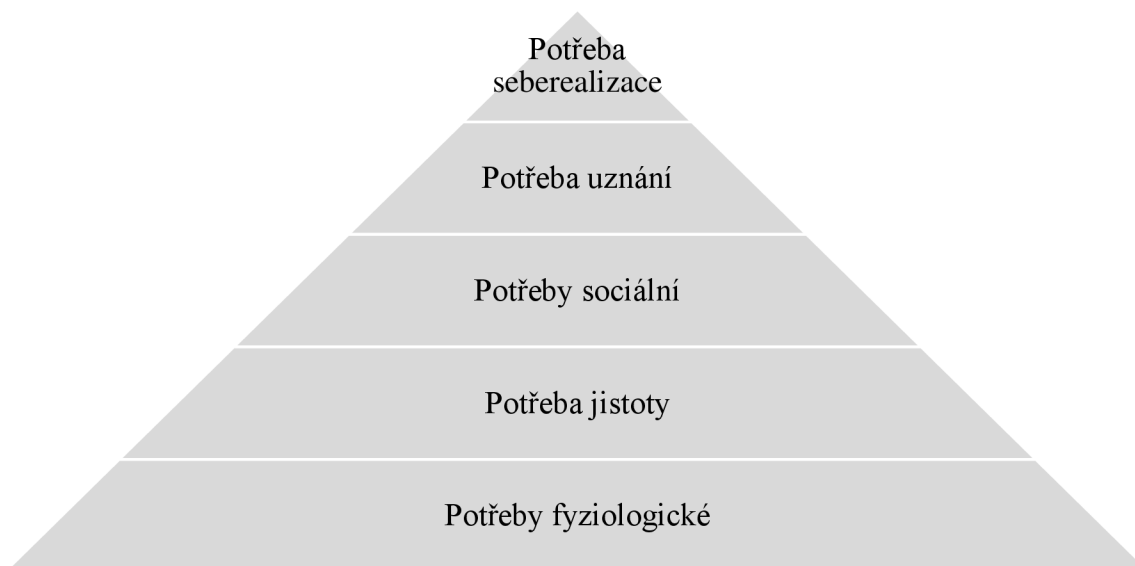 Potřeba
seberealizace
Potřeba uznání
Potřeby sociální
Potřeba jistoty
Potřeby fyziologické